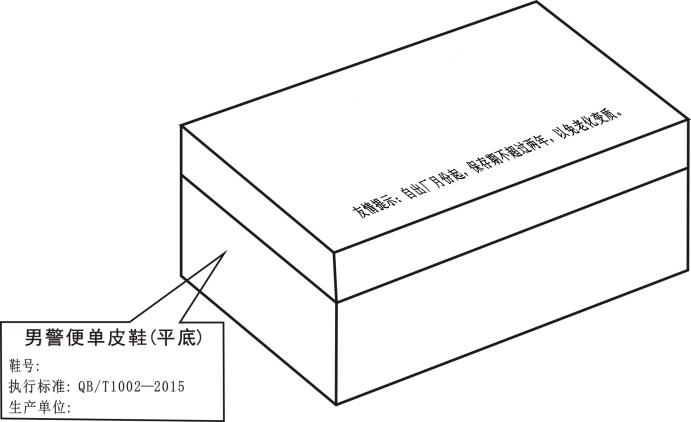 友情提示：自出厂月份起，保存期不超过两年，以免老化变质。
男警便单皮鞋(平底)
鞋号:
执行标准: QB/T1002—2015
生产单位: